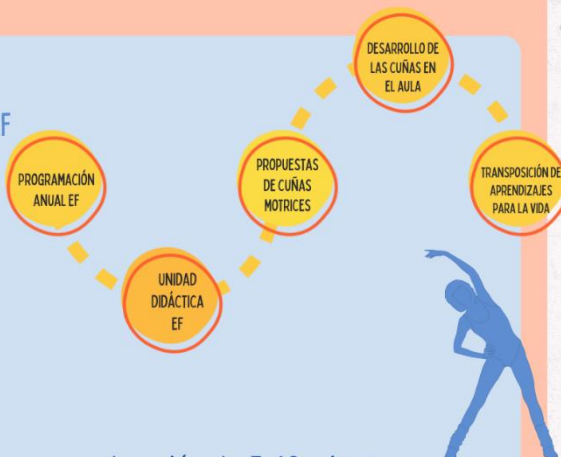 F
PROGRAMACIÓN
ANUAL EF
UNIDAD
DIDÁCTICA
EF
PROPUESTAS
DE CUÑAS
MOTRICES
DESARROLLO DE
LAS CUÑAS EN
EL AULA
TRANSPOSICIÓN DE
APRENDIZAJES
PARA LA VIDA